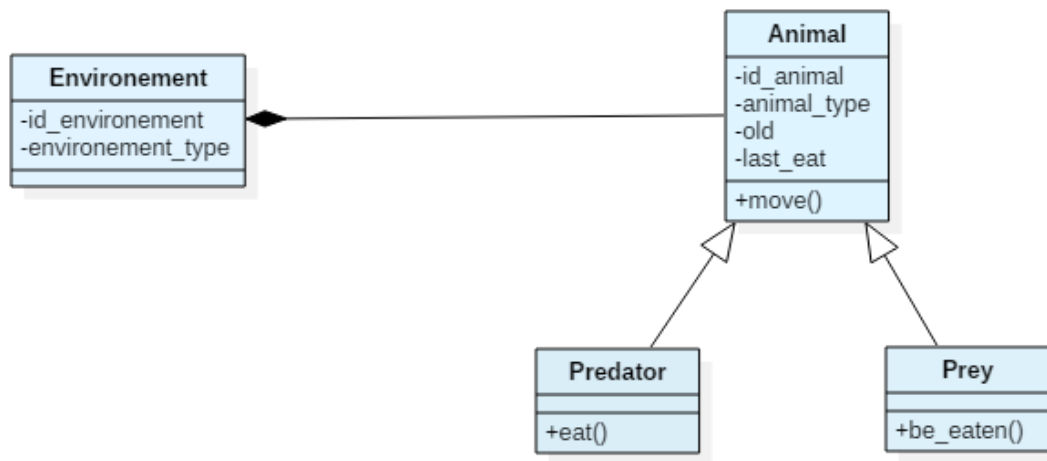 Environement
-id_environement
-environement_type
Animal
-id_animal
-animal_type
-old
-last_eat
+move()
Predator
+eat()
Prey
+be_eaten()